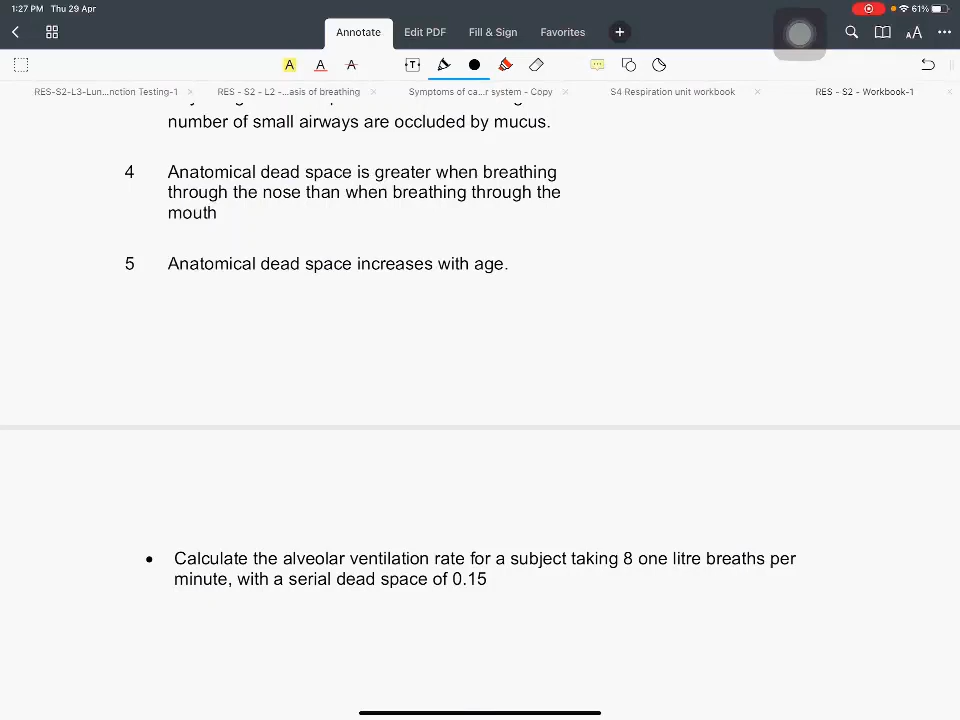 1:27 PM Thu 29 Apr
61%
Annotate Edit PDF Fill & Sign Favorites
A A A T AA
RES-S2-L3-Lun...nction Testing-1 RES - S2 - L2 -...asis of breathing Symptoms of ca...r system - Copy S4 Respiration unit workbook RES - S2 - Workbook-1
number of small airways are occluded by mucus.
4 Anatomical dead space is greater when breathing
through the nose than when breathing through the
mouth
5 Anatomical dead space increases with age.
• Calculate the alveolar ventilation rate for a subject taking 8 one litre breaths per
minute, with a serial dead space of 0.15